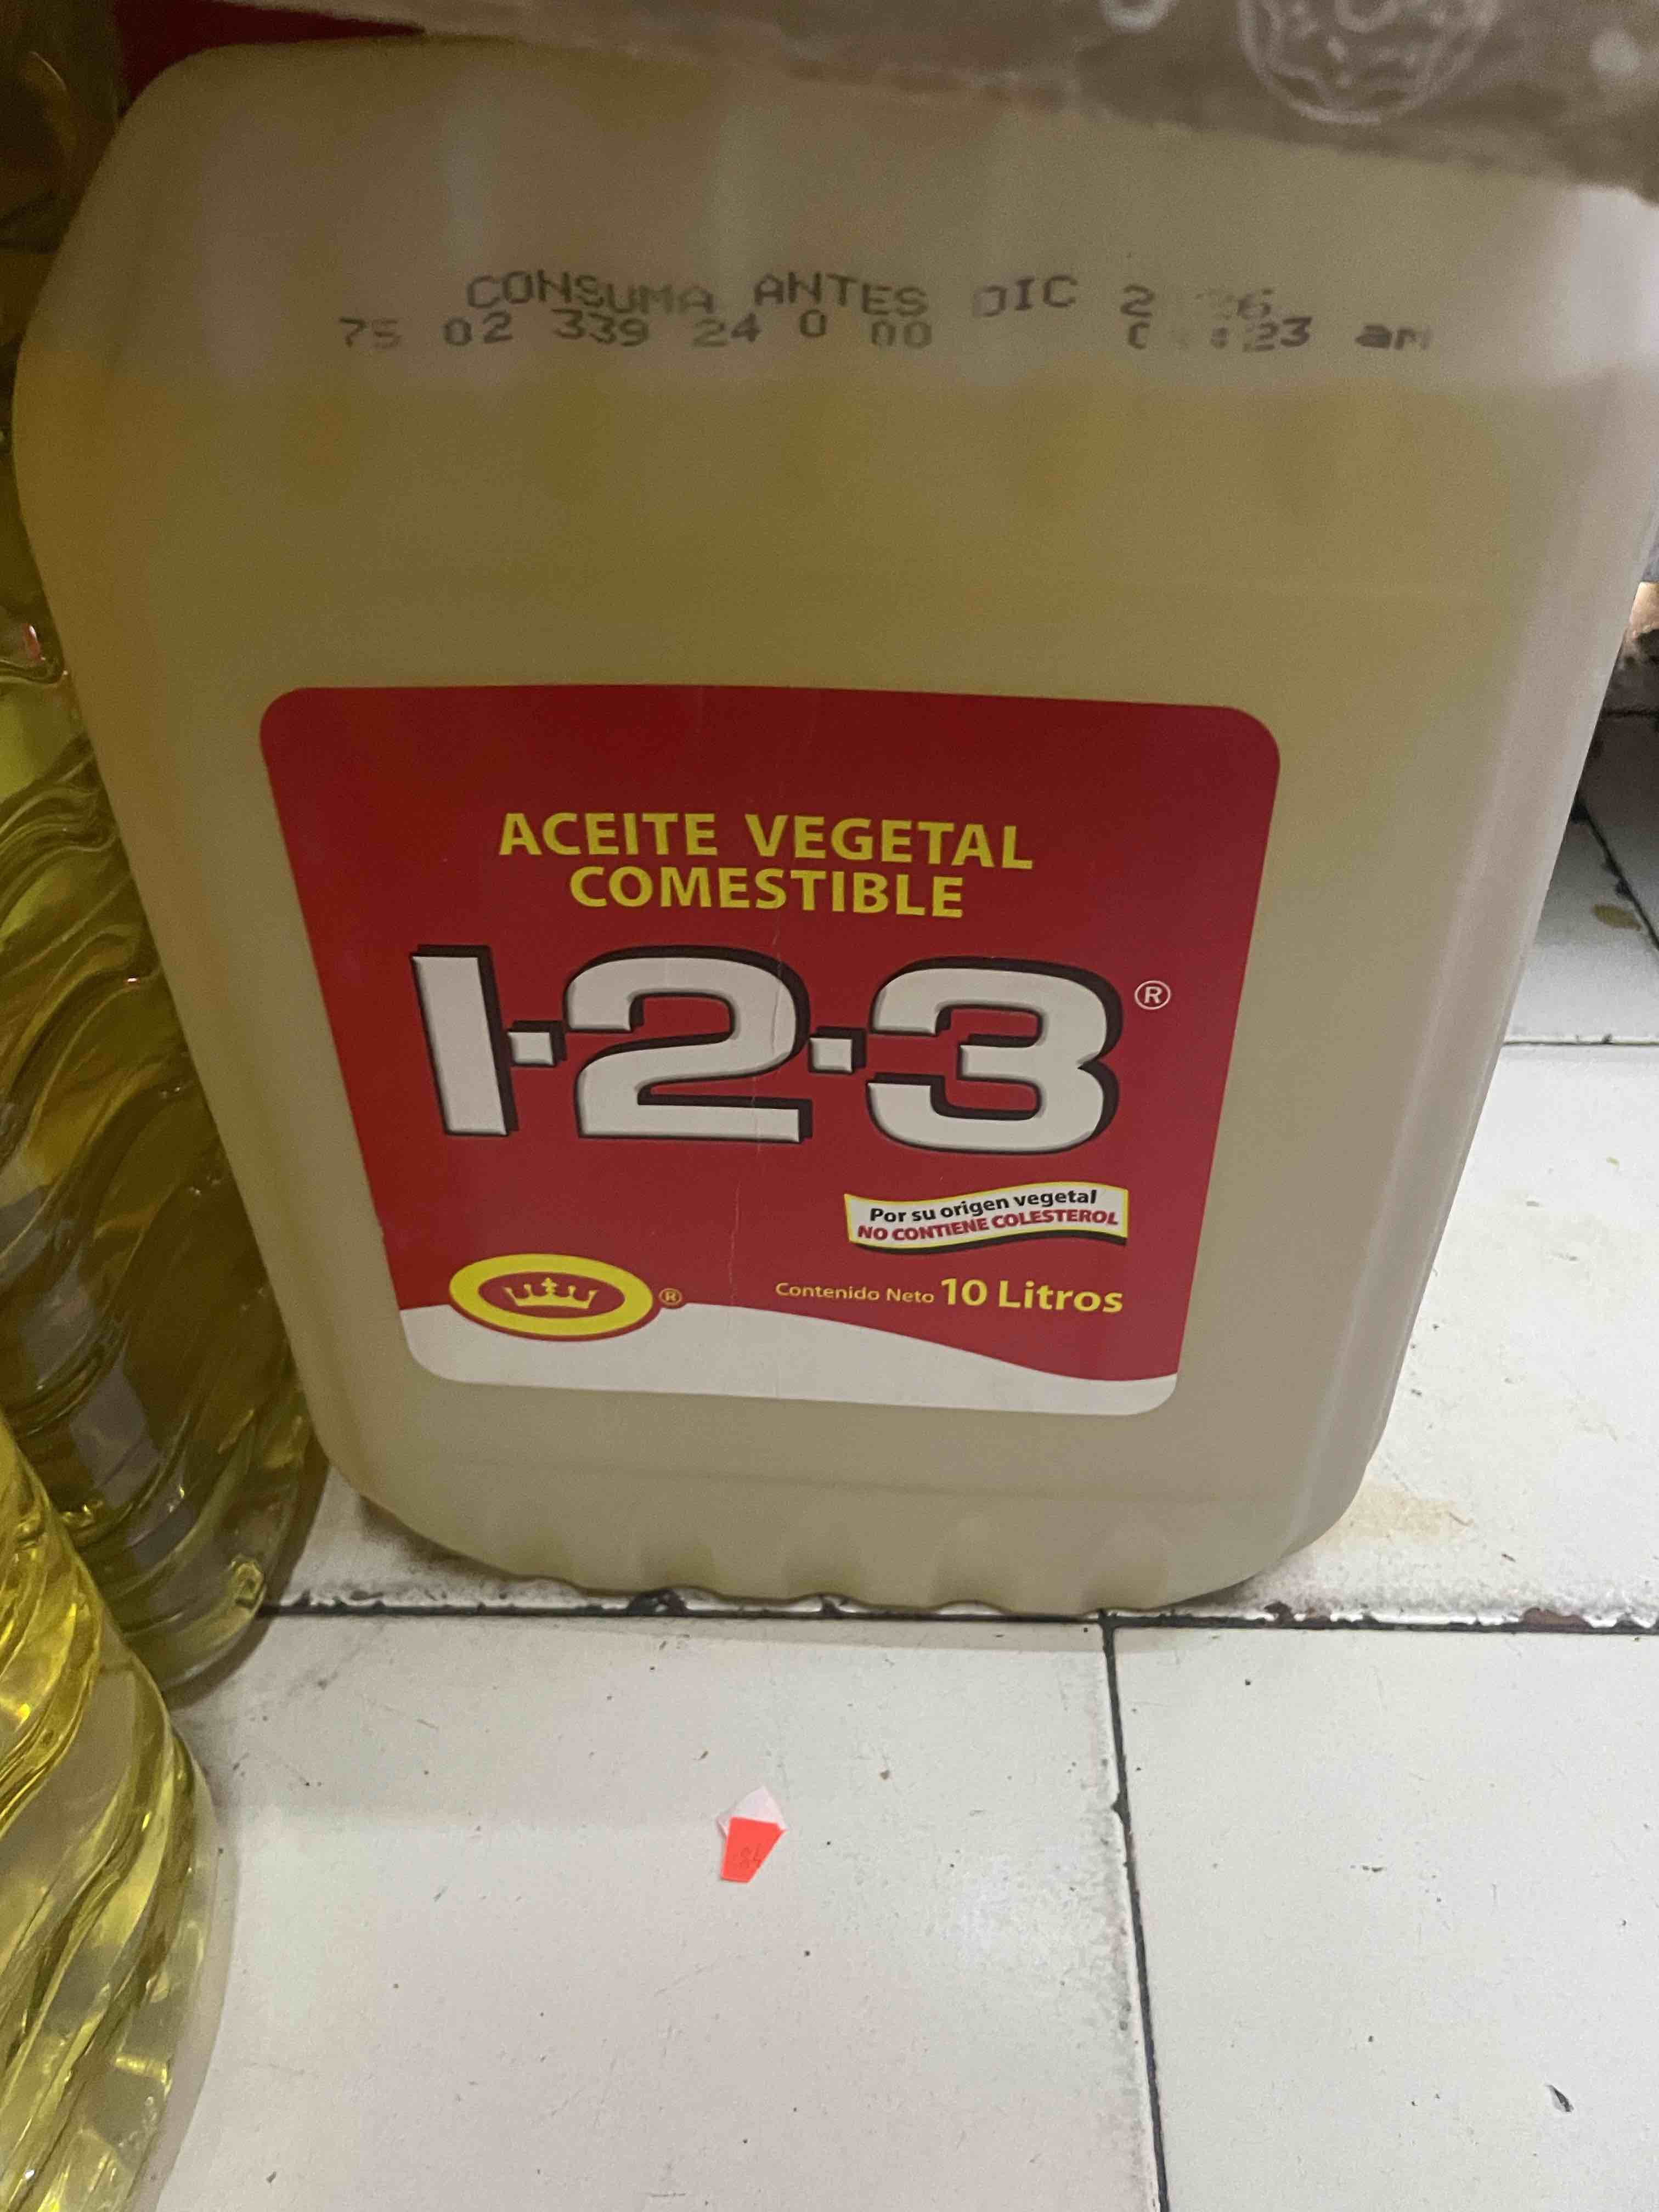 CONSUMA ANTES DIC
75 02 339 24 0 00 am
ACEITE VEGETAL
COMESTIBLE
1·2·3®
Por su origen vegetal
NO CONTIENE COLESTEROL
®
Contenido Neto 10 Litros